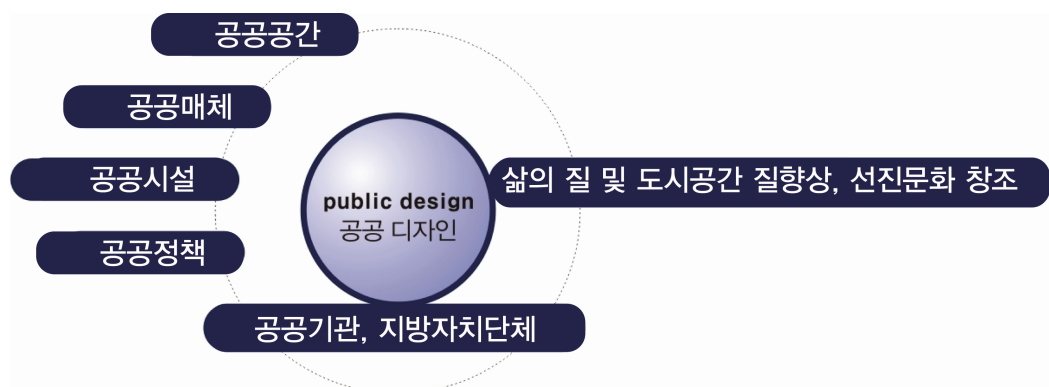 공공공간
공공매체
공공시설
공공정책
public design
공공 디자인
삶의 질 및 도시공간 질향상, 선진문화 창조
공공기관, 지방자치단체